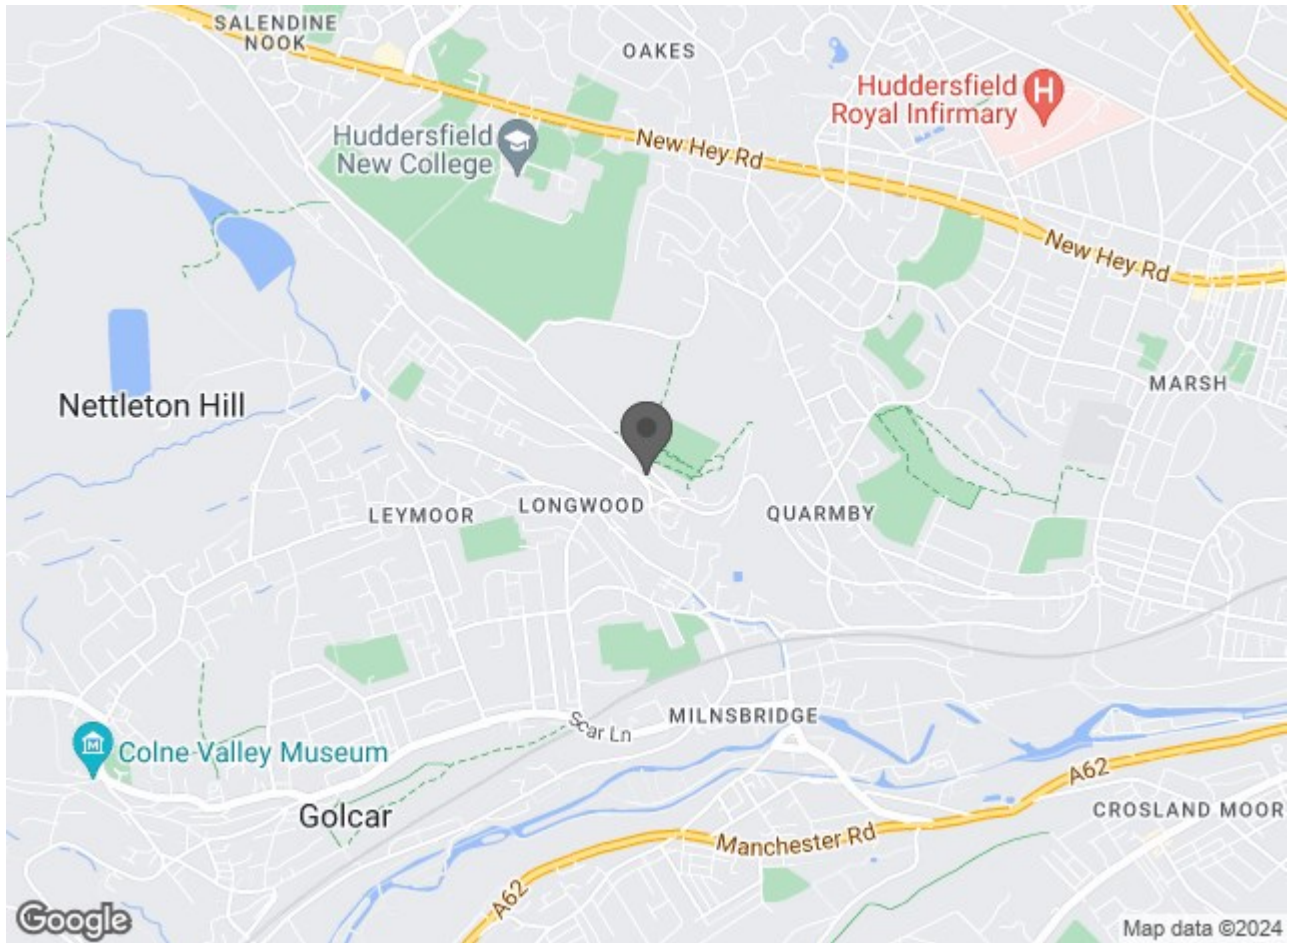 SALENDINE
NOOK
OAKES
Huddersfield
Royal Infirmary
H
Huddersfield
New College
New Hey Rd
New Hey Rd
MARSH
Nettleton Hill
LEYMOOR
LONGWOOD
QUARMBY
Scar Ln
MILNSBRIDGE
M
Colne Valley Museum
A62
Golcar
CROSLAND MOOR
Manchester Rd
A62
Google
Map data ©2024